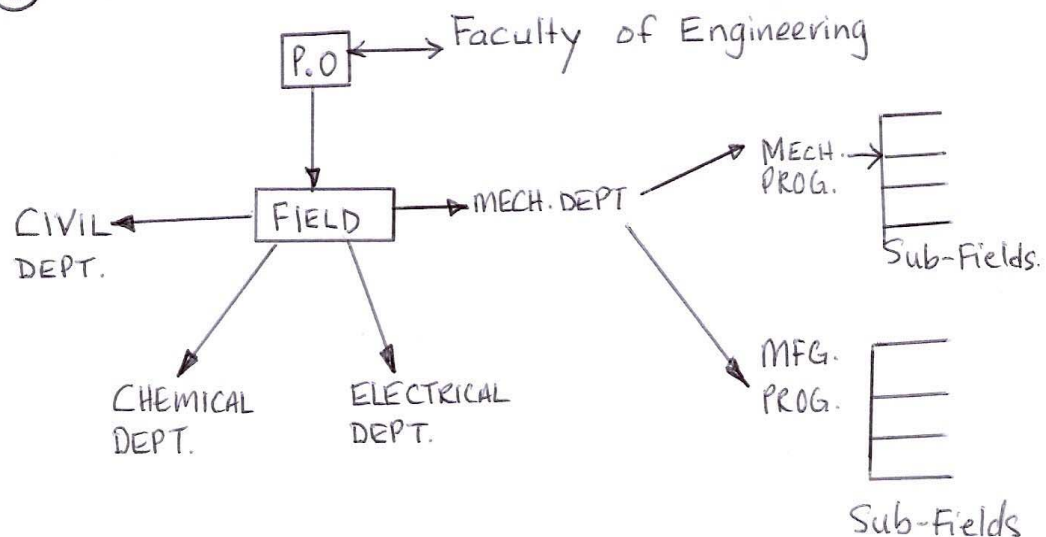 P.O
Faculty of Engineering
FIELD
CIVIL
DEPT.
MECH. DEPT
MECH.
PROG.
Sub-Fields.
CHEMICAL
DEPT.
ELECTRICAL
DEPT.
MFG.
PROG.
Sub-Fields